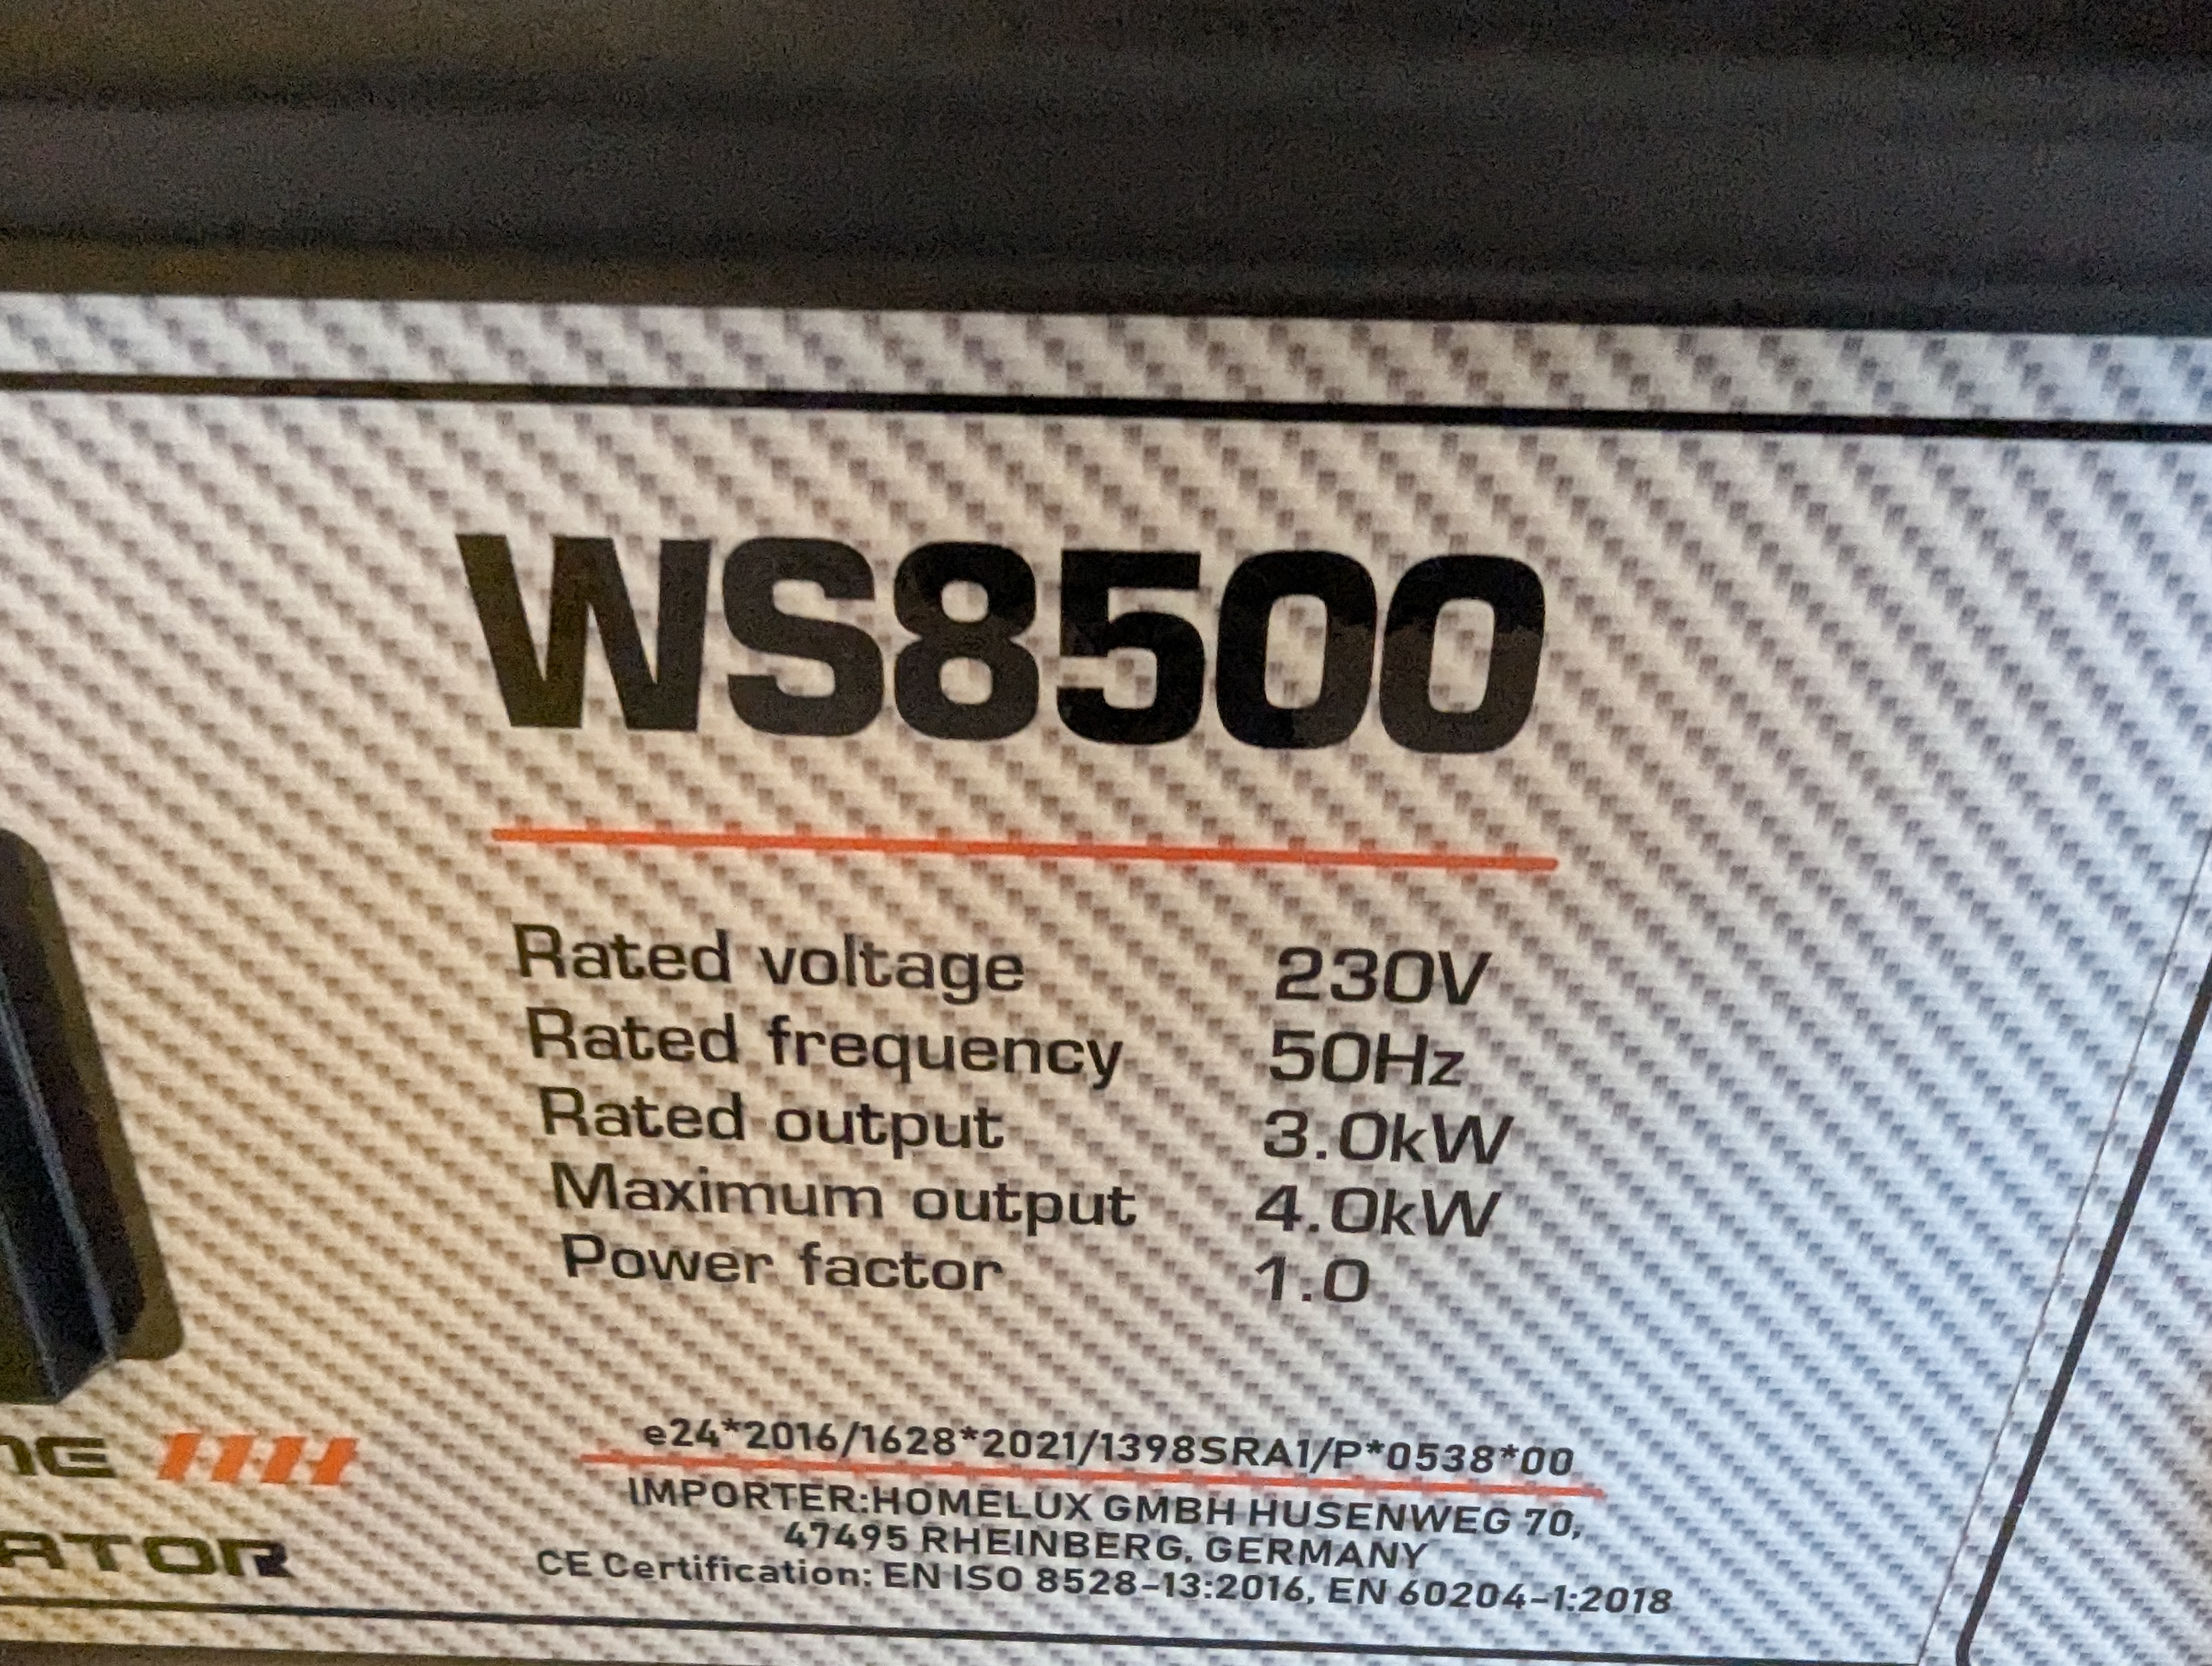 WS8500
Rated voltage 230V
Rated frequency 50Hz
Rated output 3.0kW
Maximum output 4.0kW
Power factor 1.0
e24*2016/1628*2021/1398SRA1/P*0538*00
IMPORTER:HOMELUX GMBH HUSENWEG 70,
47495 RHEINBERG, GERMANY
CE Certification: EN ISO 8528-13:2016, EN 60204-1:2018